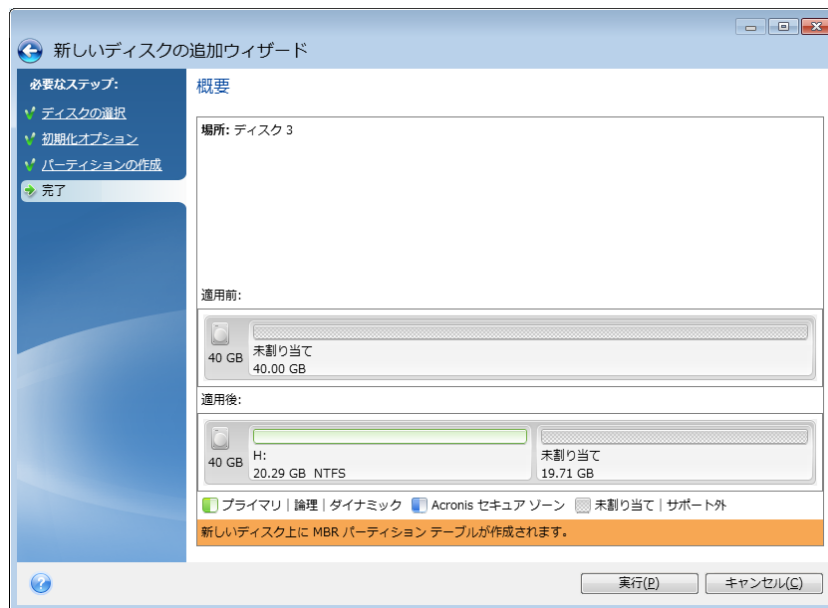 新しいディスクの追加ウィザード
必要なステップ:
ディスクの選択
初期化オプション
パーティションの作成
完了
概要
場所: ディスク 3
適用前:
40 GB
未割り当て
40.00 GB
適用後:
40 GB
H:
20.29 GB NTFS
未割り当て
19.71 GB
プライマリ | 論理 | ダイナミック Acronis セキュア ゾーン 未割り当て | サポート外
新しいディスク上に MBR パーティション テーブルが作成されます。
実行(P) キャンセル(C)